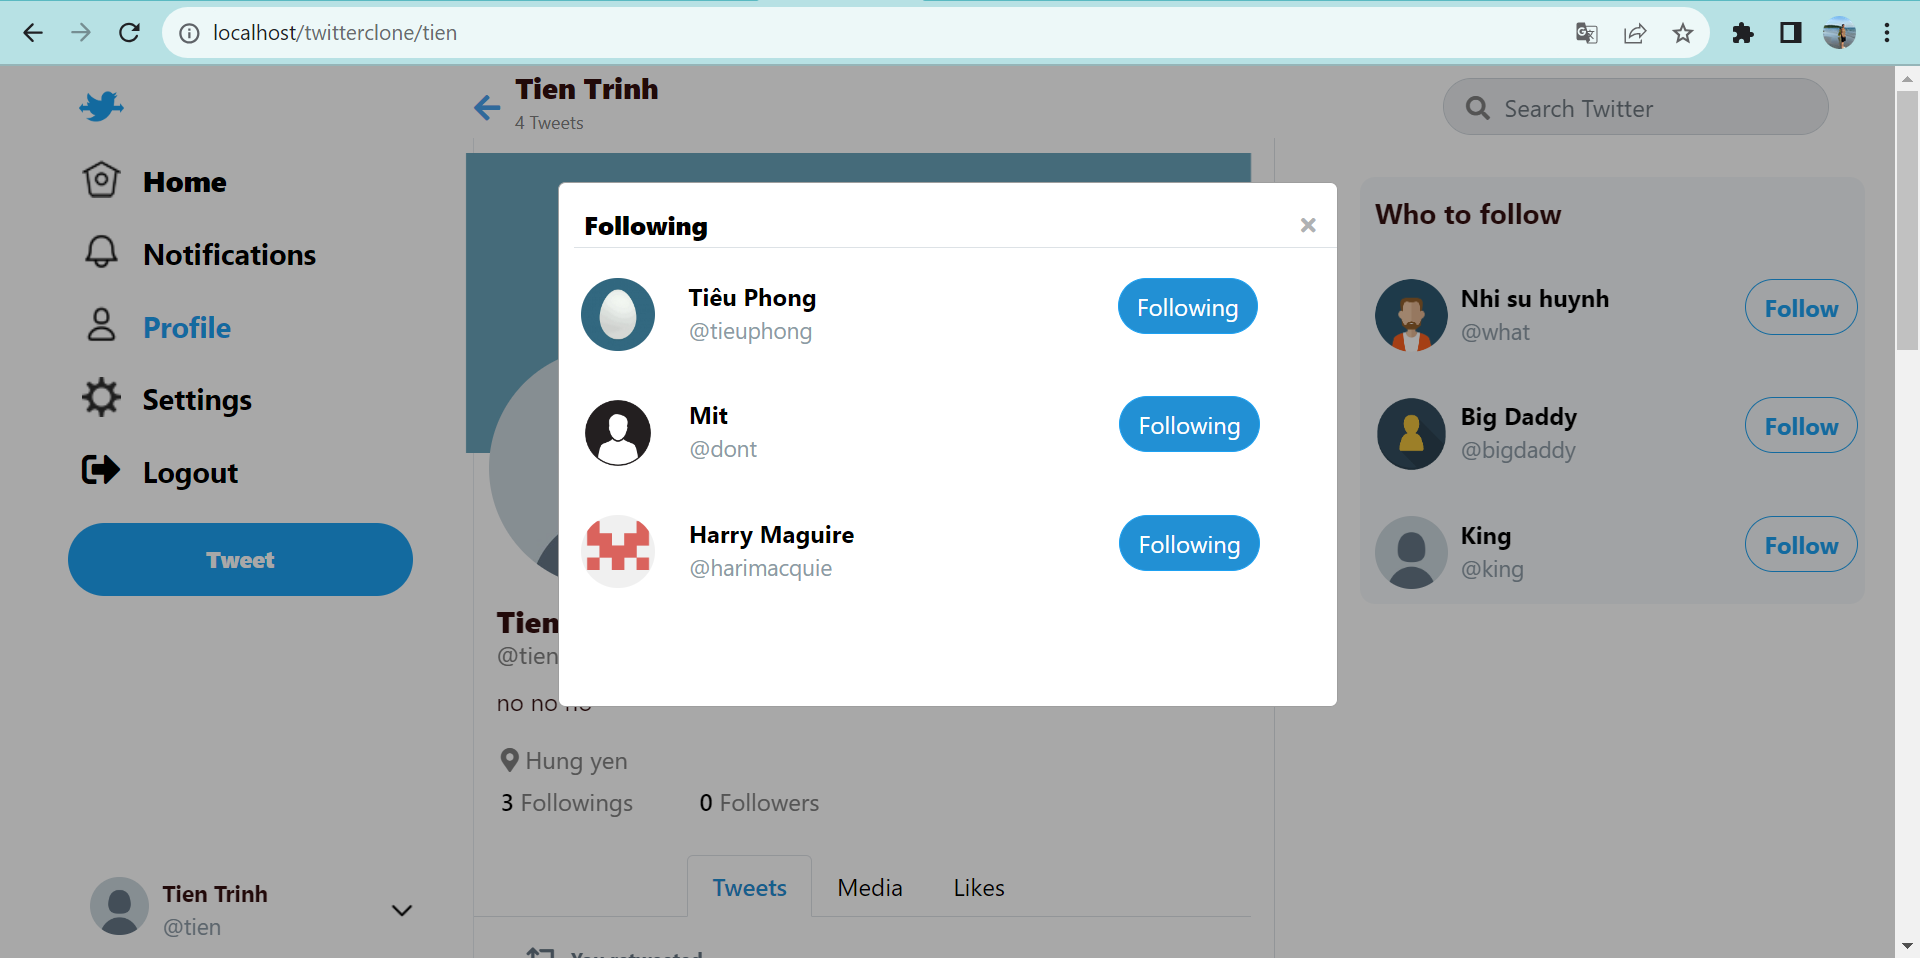 localhost/twitterclone/tien
Tien Trinh
4 Tweets
Search Twitter
Home
Notifications
Profile
Settings
Logout
Tweet
Following
×
Tiêu Phong
@tieuphong
Following
Mit
@dont
Following
Harry Maguire
@harimacquie
Following
Who to follow
Nhi su huynh
@what
Follow
Big Daddy
@bigdaddy
Follow
King
@king
Follow
Tien
@tien
no no no
Hung yen
3 Followings
0 Followers
Tweets
Media
Likes
You retweeted
Tien Trinh
@tien